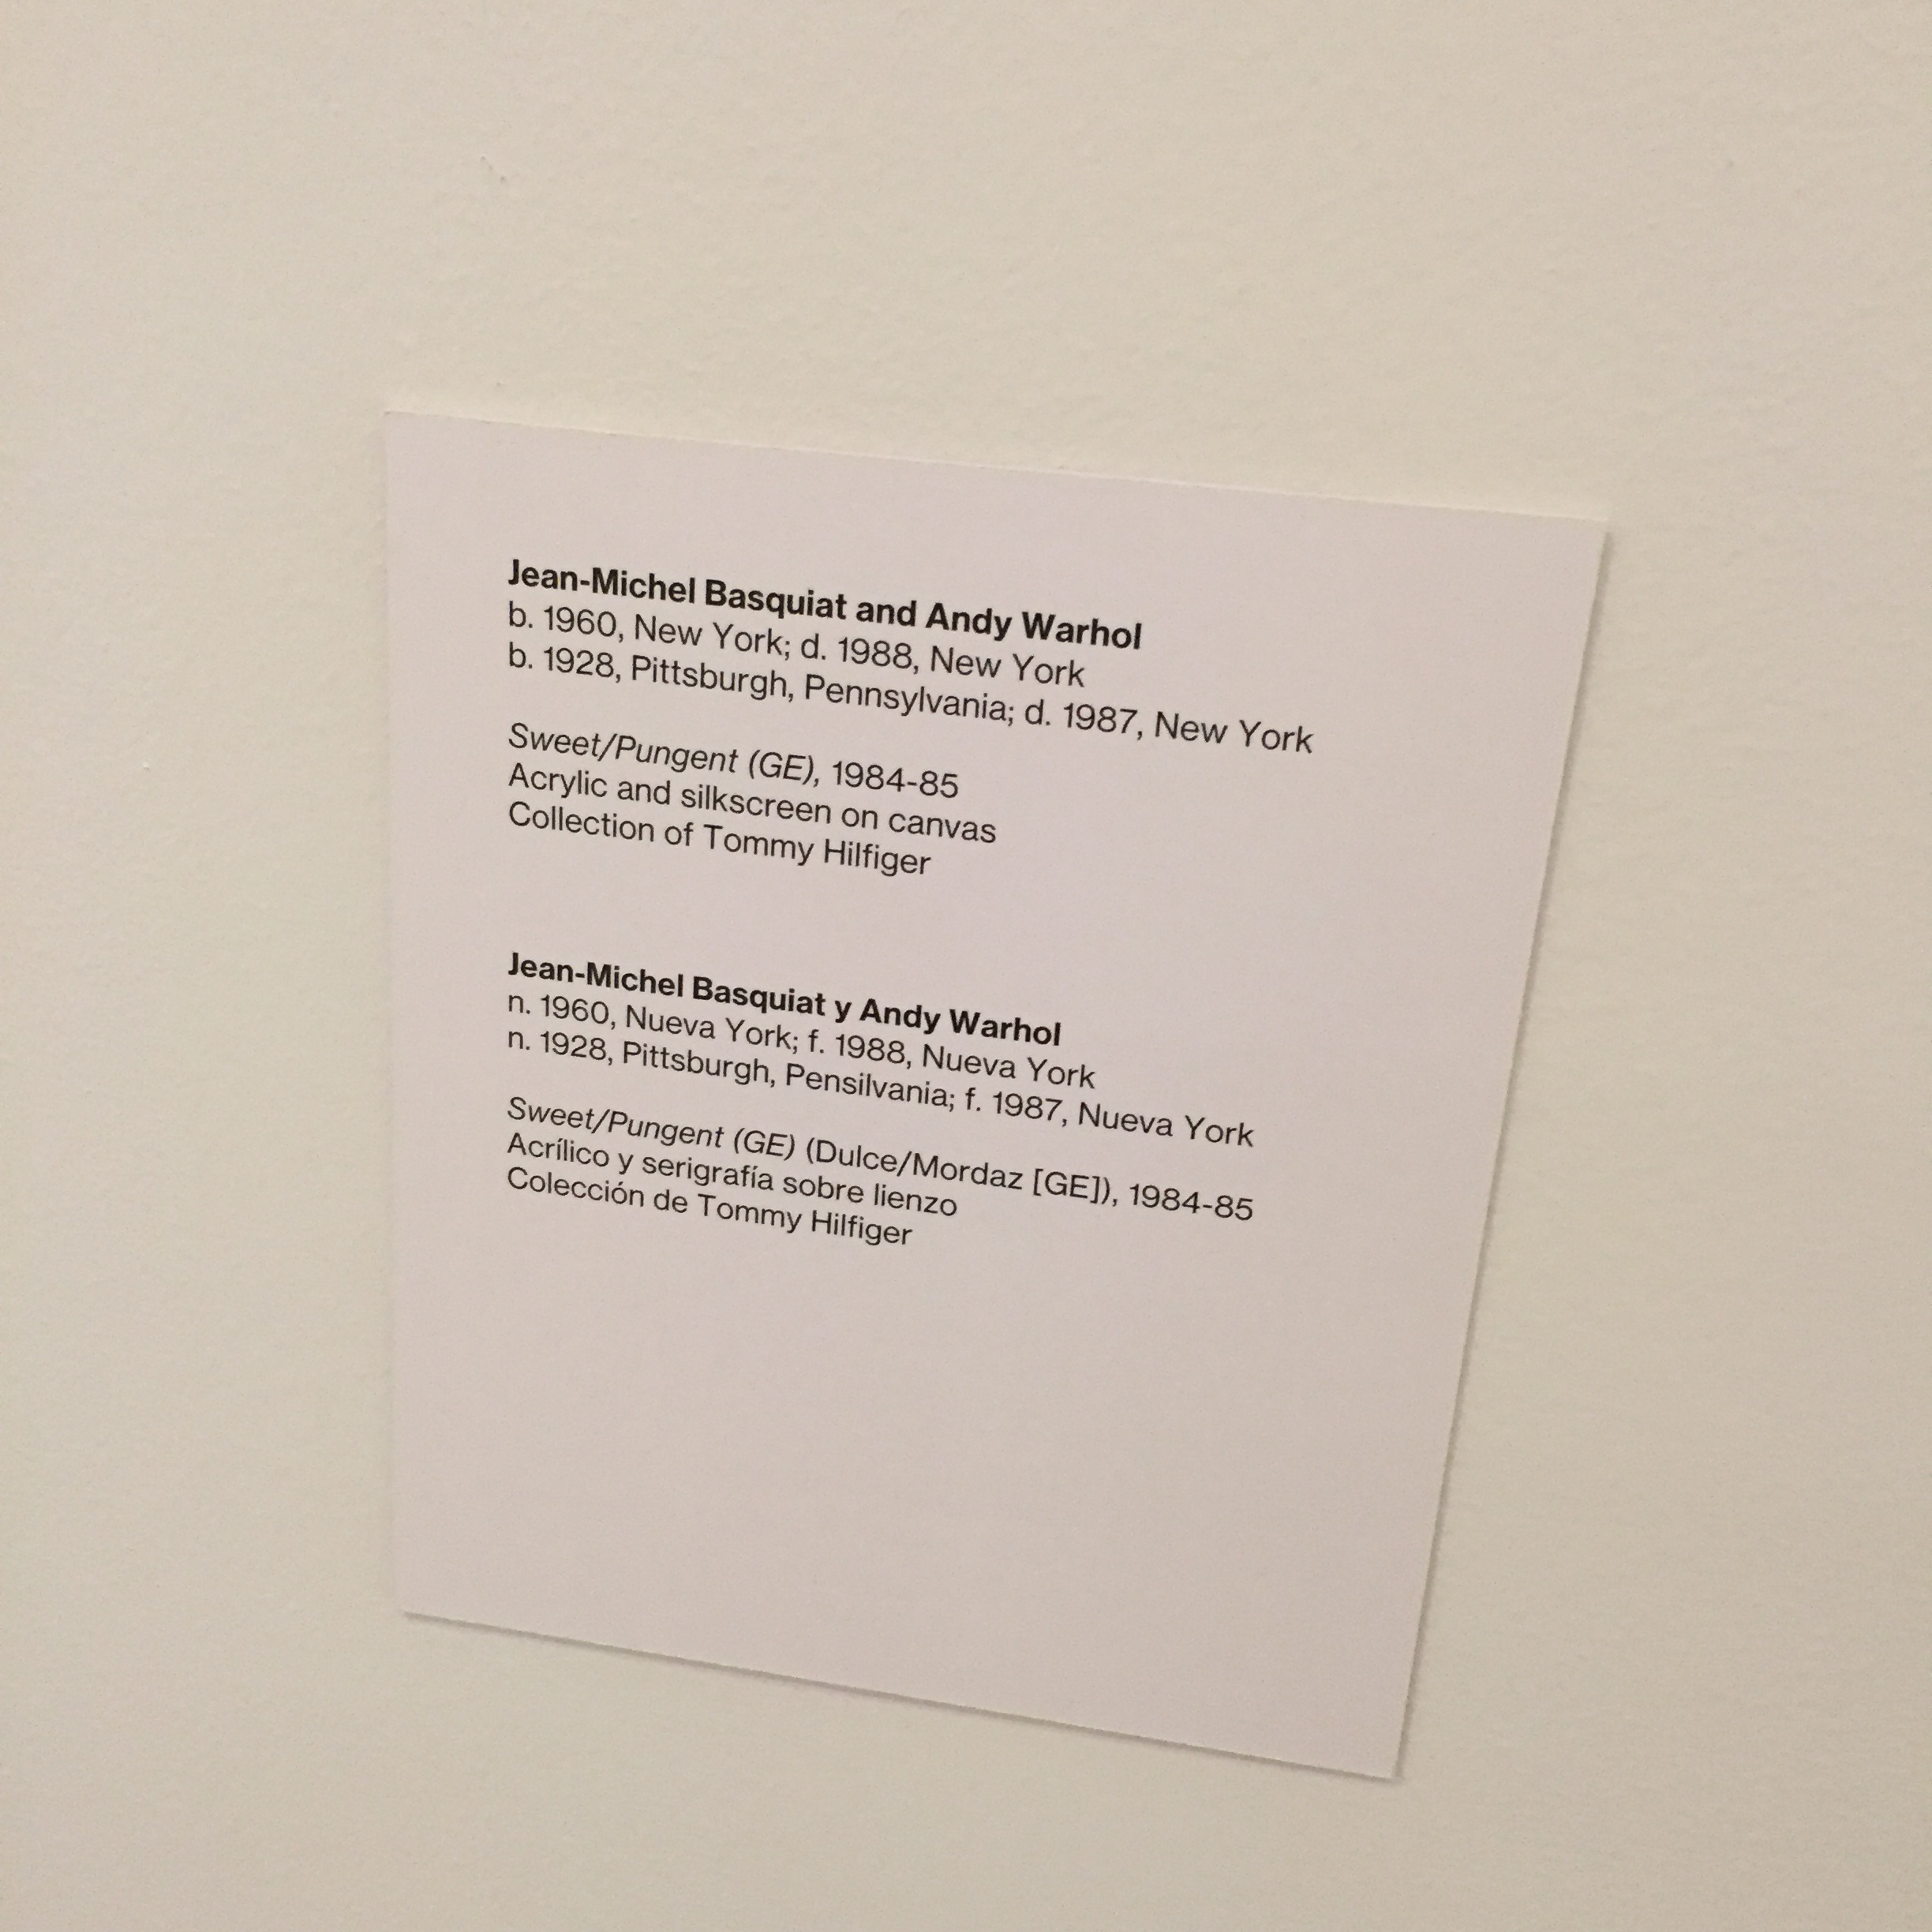 Jean-Michel Basquiat and Andy Warhol
b. 1960, New York; d. 1988, New York
b. 1928, Pittsburgh, Pennsylvania; d. 1987, New York
Sweet/Pungent (GE), 1984-85
Acrylic and silkscreen on canvas
Collection of Tommy Hilfiger
Jean-Michel Basquiat y Andy Warhol
n. 1960, Nueva York; f. 1988, Nueva York
n. 1928, Pittsburgh, Pensilvania; f. 1987, Nueva York
Sweet/Pungent (GE) (Dulce/Mordaz [GE]), 1984-85
Acrílico y serigrafía sobre lienzo
Colección de Tommy Hilfiger